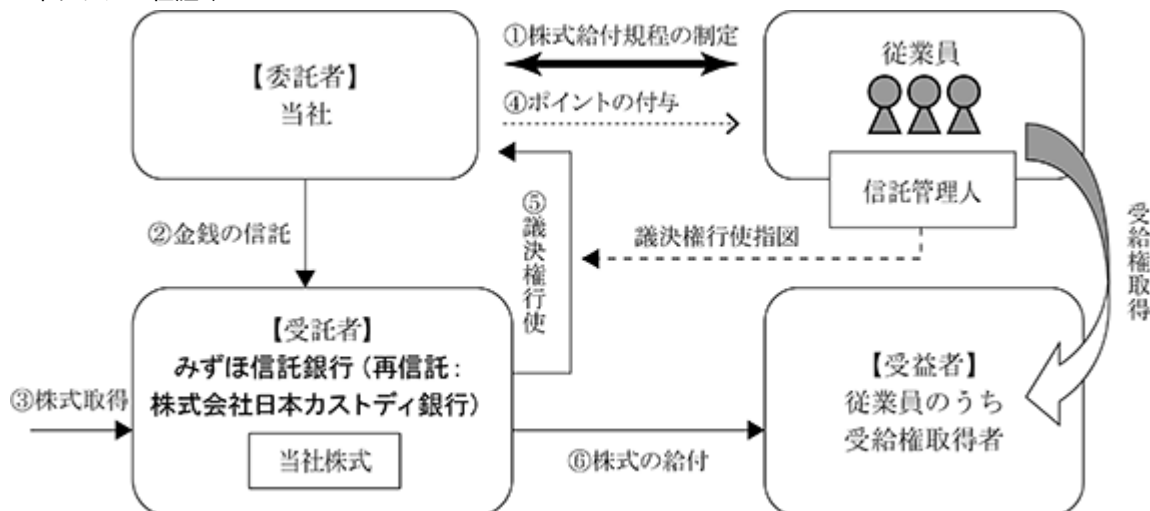 ①株式給付規程の制定
【委託者】
当社
従業員
④ポイントの付与
信託管理人
②金銭の信託
⑤議決権行使
議決権行使指図
受給権取得
【受託者】
みずほ信託銀行（再信託：
株式会社日本カストディ銀行）
当社株式
③株式取得
⑥株式の給付
【受益者】
従業員のうち
受給権取得者